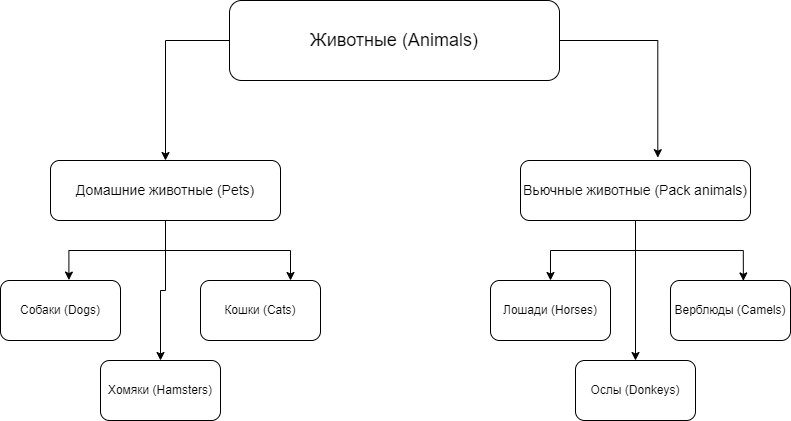 Животные (Animals)
Домашние животные (Pets)
Вьючные животные (Pack animals)
Собаки (Dogs)
Кошки (Cats)
Лошади (Horses)
Верблюды (Camels)
Хомяки (Hamsters)
Ослы (Donkeys)